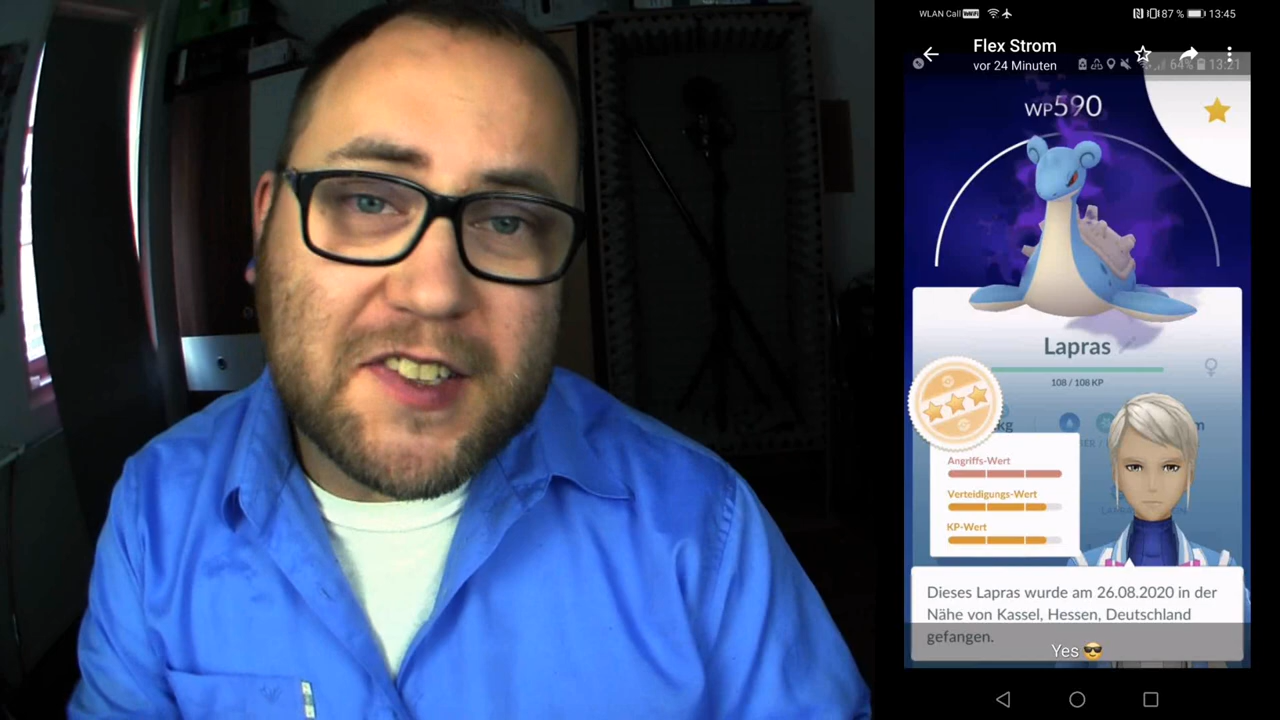 WLAN Call 87 % 13:45
Flex Strom
vor 24 Minuten
64% 13:21
WP590
Lapras
108 / 108 KP
kg
Angriffs-Wert
Verteidigungs-Wert
KP-Wert
Dieses Lapras wurde am 26.08.2020 in der
Nähe von Kassel, Hessen, Deutschland
gefangen.
Yes 😎